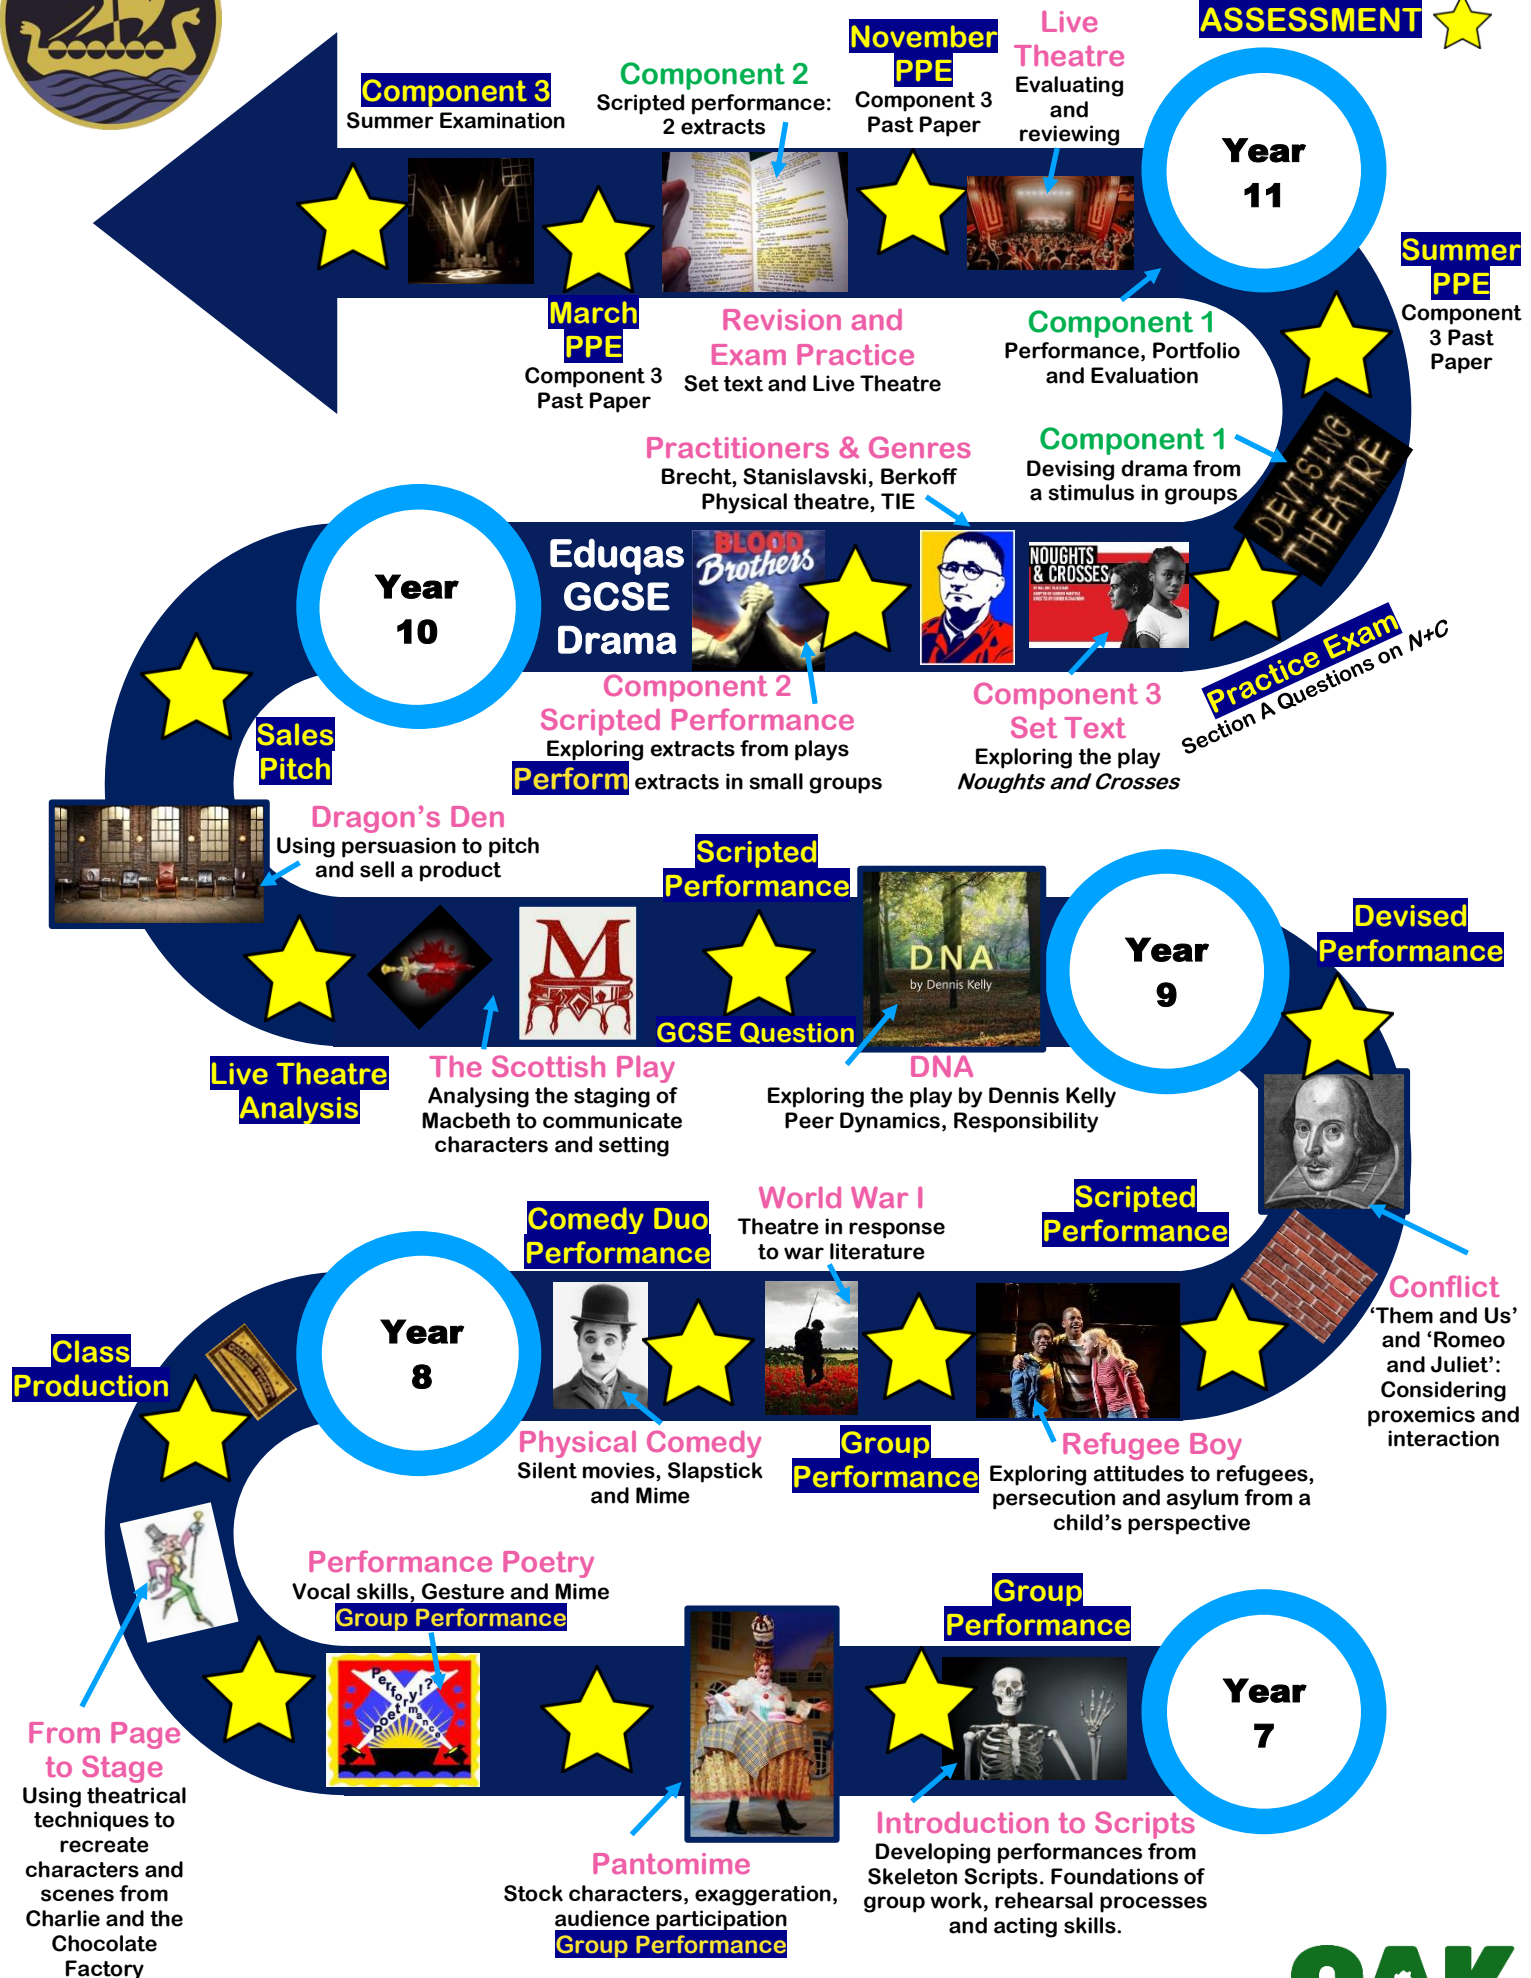 ASSESSMENT
Live
Theatre
Evaluating
and
reviewing
November
PPE
Component 3
Past Paper
Component 2
Scripted performance:
2 extracts
Component 3
Summer Examination
Year
11
Summer
PPE
Component
3 Past
Paper
March
PPE
Component 3
Past Paper
Revision and
Exam Practice
Set text and Live Theatre
Component 1
Performance, Portfolio
and Evaluation
Practitioners & Genres
Brecht, Stanislavski, Berkoff
Physical theatre, TIE
Component 1
Devising drama from
a stimulus in groups
DEVISING
THEATRE
Year
10
Eduqas
GCSE
Drama
BLOOD
Brothers
NOUGHTS
& CROSSES
Practice Exam
Section A Questions on N+C
Component 2
Scripted Performance
Exploring extracts from plays
Perform extracts in small groups
Component 3
Set Text
Exploring the play
Noughts and Crosses
Sales
Pitch
Dragon's Den
Using persuasion to pitch
and sell a product
Scripted
Performance
GCSE Question
M
DNA
by Dennis Kelly
Year
9
Devised
Performance
Live Theatre
Analysis
The Scottish Play
Analysing the staging of
Macbeth to communicate
characters and setting
DNA
Exploring the play by Dennis Kelly
Peer Dynamics, Responsibility
World War I
Theatre in response
to war literature
Scripted
Performance
Comedy Duo
Performance
Conflict
‘Them and Us’
and ‘Romeo
and Juliet’:
Considering
proxemics and
interaction
Year
8
Class
Production
Physical Comedy
Silent movies, Slapstick
and Mime
Group
Performance
Refugee Boy
Exploring attitudes to refugees,
persecution and asylum from a
child’s perspective
Performance Poetry
Vocal skills, Gesture and Mime
Group Performance
Group
Performance
Year
7
From Page
to Stage
Using theatrical
techniques to
recreate
characters and
scenes from
Charlie and the
Chocolate
Factory
Pantomime
Stock characters, exaggeration,
audience participation
Group Performance
Introduction to Scripts
Developing performances from
Skeleton Scripts. Foundations of
group work, rehearsal processes
and acting skills.
OAK